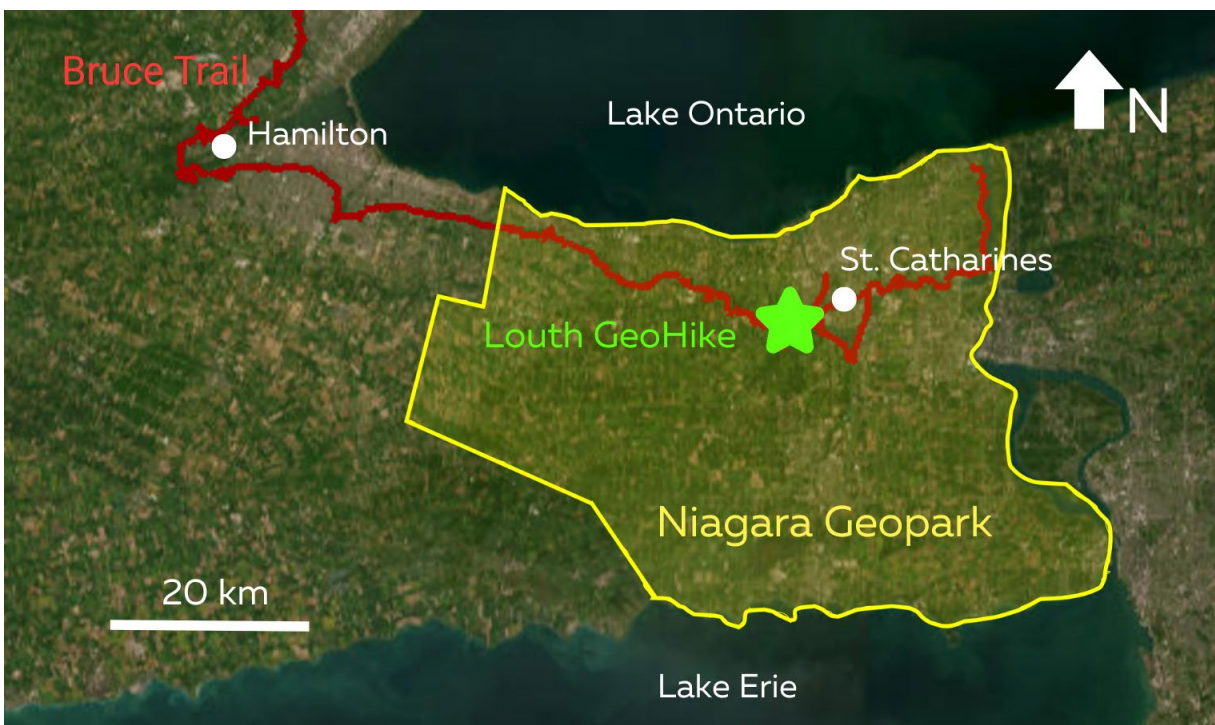 Bruce Trail
Lake Ontario
N
Hamilton
St. Catharines
Louth GeoHike
Niagara Geopark
20 km
Lake Erie